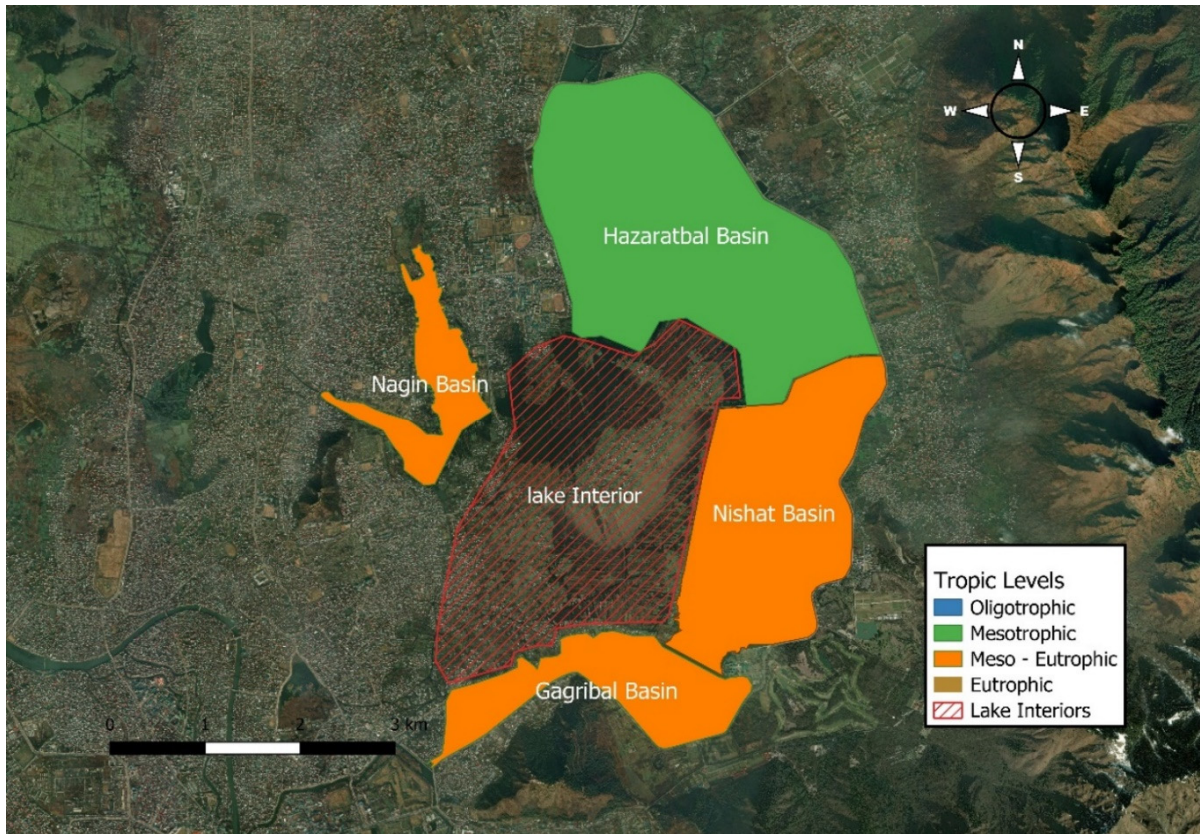 N
W E
S
Hazaratbal Basin
Nagin Basin
lake Interior
Nishat Basin
Gagribal Basin
0 1 2 3 km
Tropic Levels
Oligotrophic
Mesotrophic
Meso - Eutrophic
Eutrophic
Lake Interiors